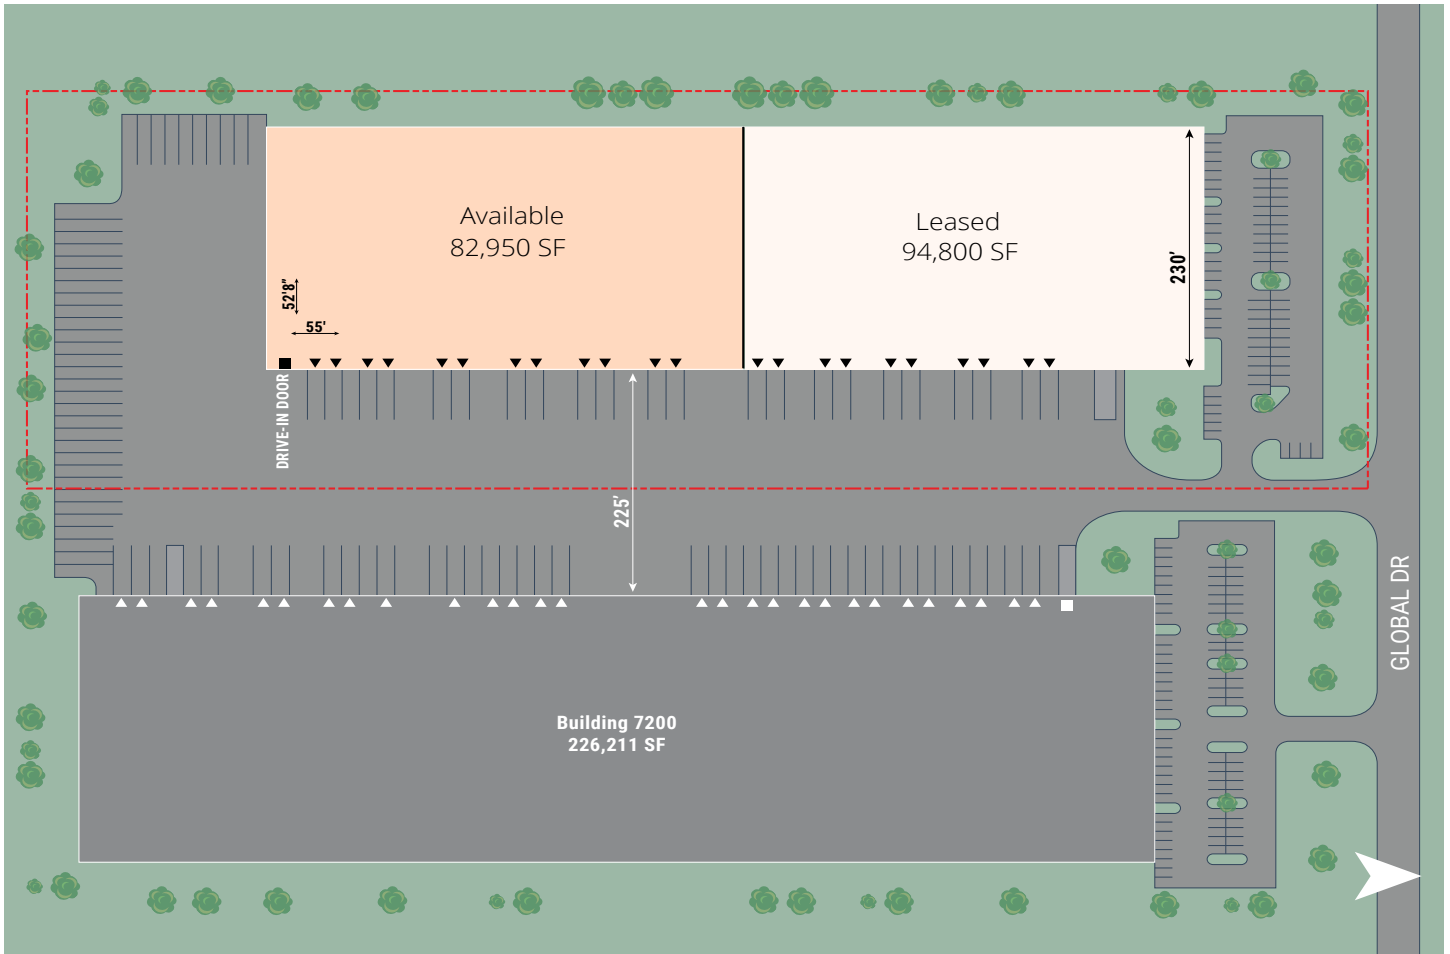 Available
82,950 SF
Leased
94,800 SF
230'
52'8"
55'
DRIVE-IN DOOR
225'
GLOBAL DR
Building 7200
226,211 SF